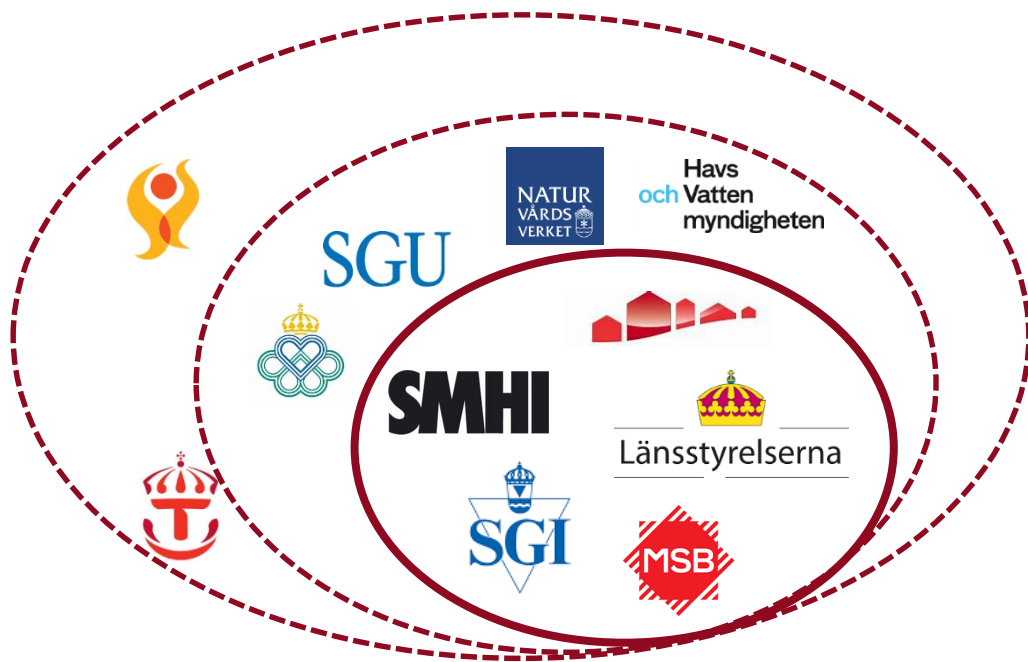 NATUR
VÅRDS
VERKET
Havs
och Vatten
myndigheten
SGU
SMHI
Länsstyrelserna
SGI
MSB
T